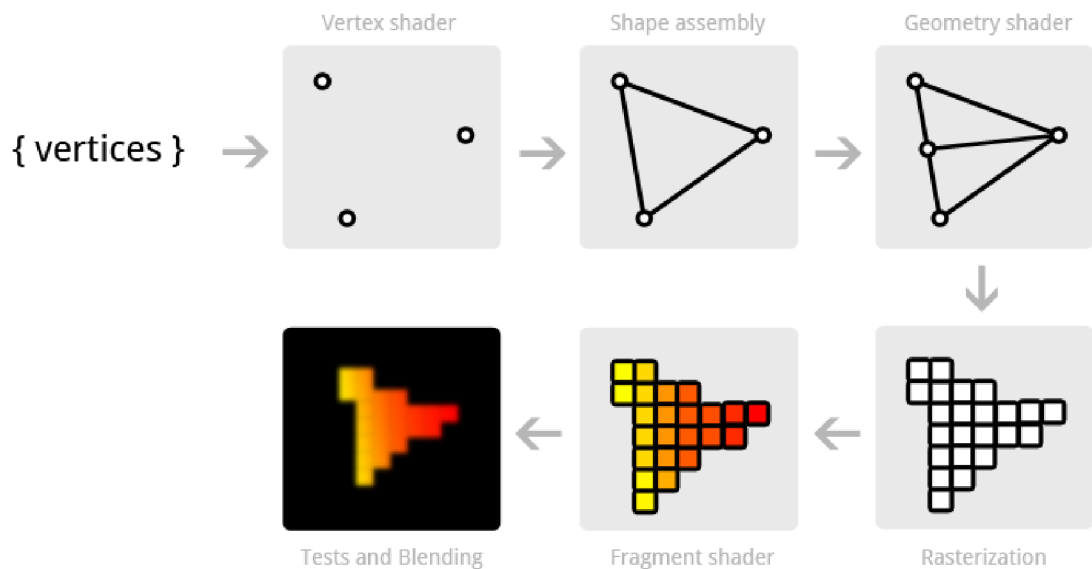 Vertex shader
Shape assembly
Geometry shader
{ vertices }
Tests and Blending
Fragment shader
Rasterization